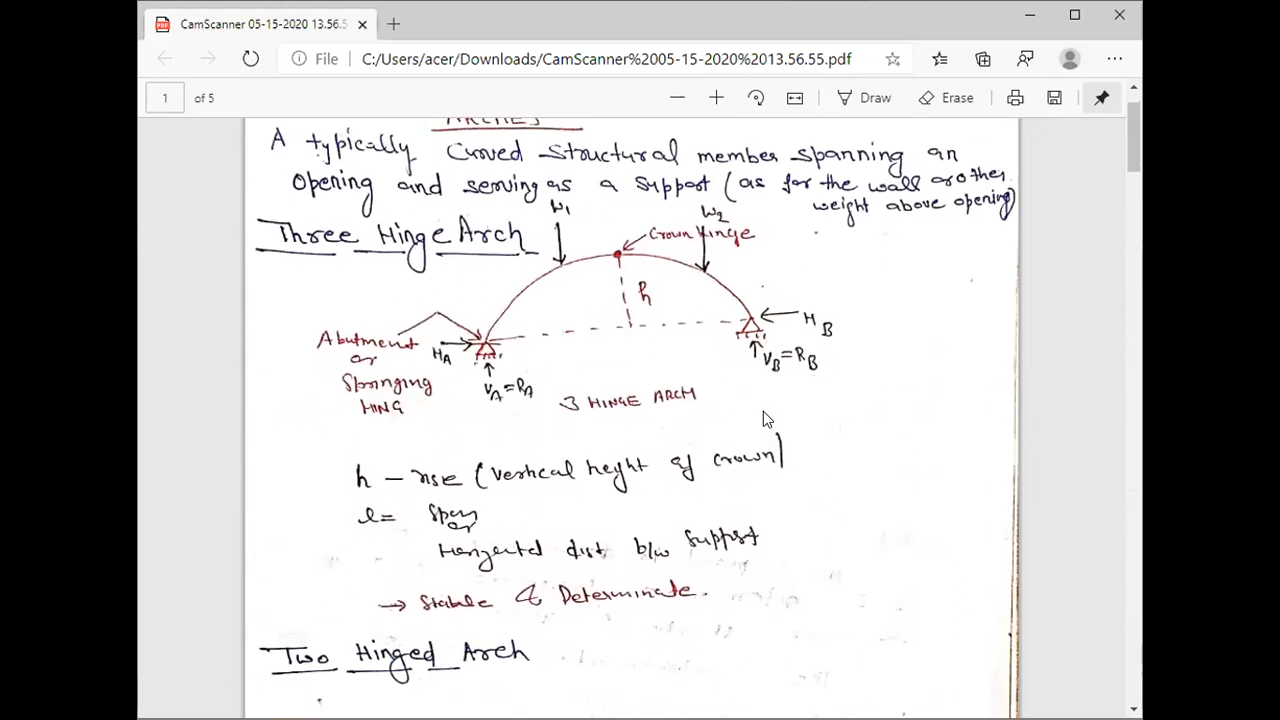 CamScanner 05-15-2020 13.56.5
File C:/Users/acer/Downloads/CamScanner%2005-15-2020%2013.56.55.pdf
1 of 5 Draw Erase
ARCHES
A typically Curved Structural member spanning an
Opening and serving as a support (as for the wall or other
weight above opening)
Three Hinge Arch
W1
W2
Crown Hinge
h
Abutment
or
Springing
HING
HA
VA=RA
HB
VB=RB
3 HINGE ARCH
h - rise (vertical height of crown)
l= Span
or
Horizontal dist. b/w support
→ Stable & Determinate.
Two Hinged Arch